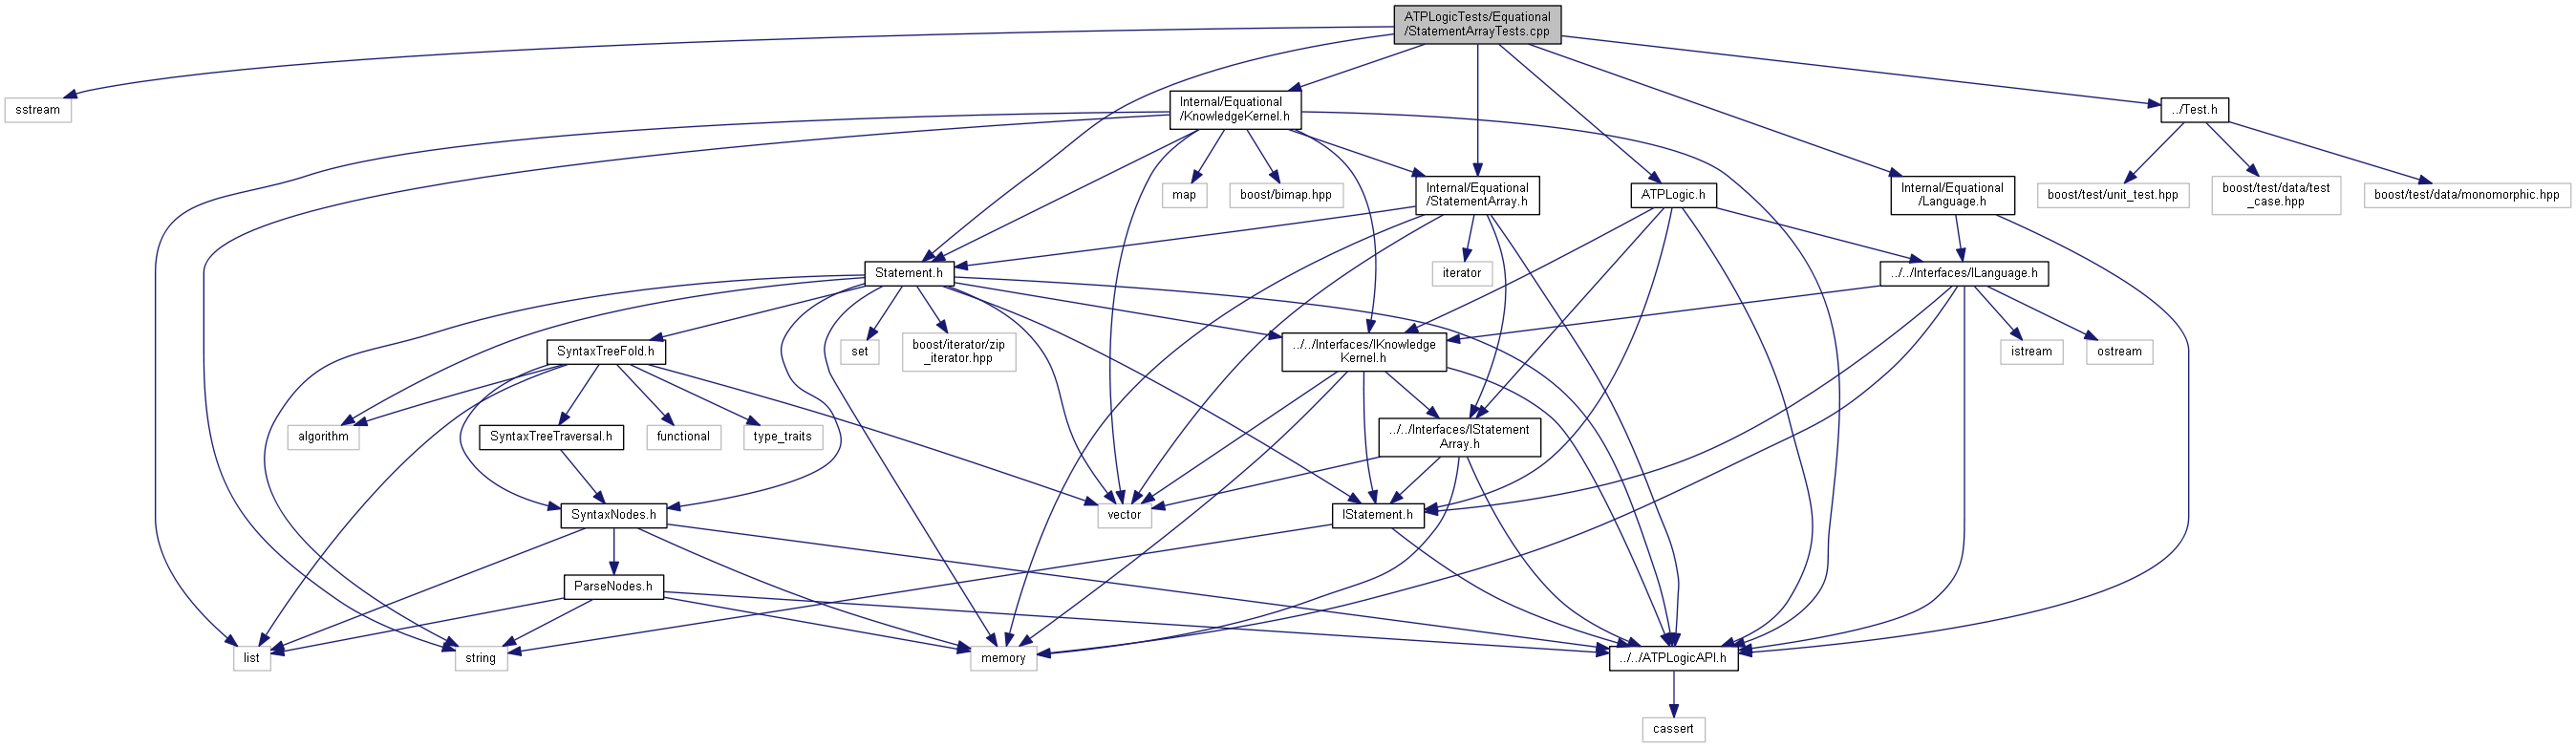 ATPLogicTests/Equational
/StatementArrayTests.cpp
sstream
Internal/Equational
/KnowledgeKernel.h
../Test.h
map
boost/bimap.hpp
Internal/Equational
/StatementArray.h
ATPLogic.h
Internal/Equational
/Language.h
boost/test/unit_test.hpp
boost/test/data/test
_case.hpp
boost/test/data/monomorphic.hpp
Statement.h
iterator
../../Interfaces/ILanguage.h
SyntaxTreeFold.h
set
boost/iterator/zip
_iterator.hpp
../../Interfaces/IKnowledge
Kernel.h
istream
ostream
algorithm
SyntaxTreeTraversal.h
functional
type_traits
../../Interfaces/IStatement
Array.h
SyntaxNodes.h
vector
IStatement.h
ParseNodes.h
list
string
memory
../../ATPLogicAPI.h
cassert